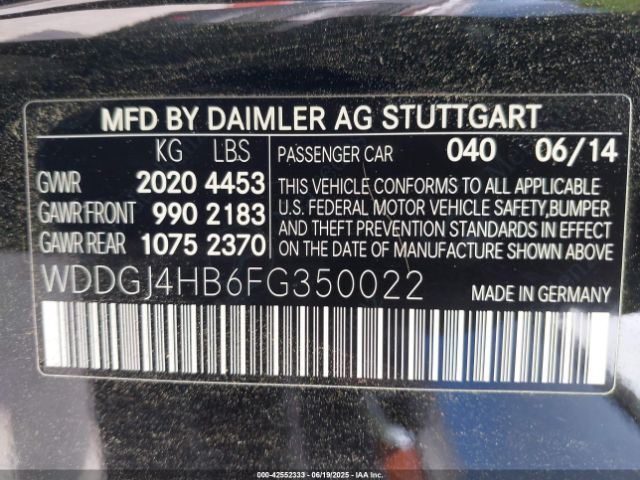 MFD BY DAIMLER AG STUTTGART
KG LBS
GVWR 2020 4453
GAWR FRONT 990 2183
GAWR REAR 1075 2370
PASSENGER CAR 040 06/14
THIS VEHICLE CONFORMS TO ALL APPLICABLE
U.S. FEDERAL MOTOR VEHICLE SAFETY,BUMPER
AND THEFT PREVENTION STANDARDS IN EFFECT
ON THE DATE OF MANUFACTURE SHOWN ABOVE.
WDDGJ4HB6FG350022
MADE IN GERMANY
000-42552333 - 06/19/2025 - IAA Inc.